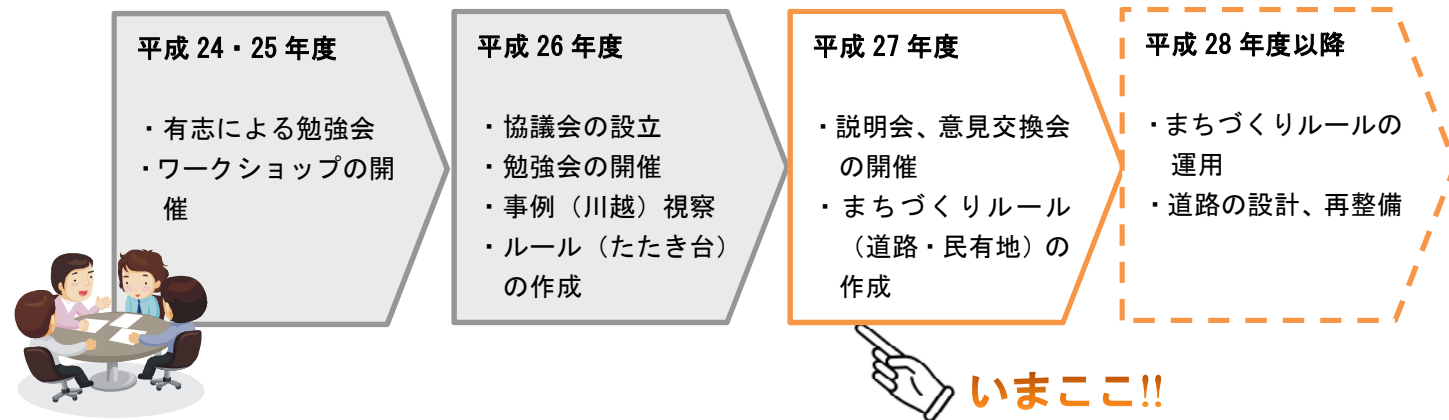 平成 24・25 年度
・有志による勉強会
・ワークショップの開
催
平成 26 年度
・協議会の設立
・勉強会の開催
・事例（川越）視察
・ルール（たたき台）
の作成
平成 27 年度
・説明会、意見交換会
の開催
・まちづくりルール
（道路・民有地）の
作成
平成 28 年度以降
・まちづくりルールの
運用
・道路の設計、再整備
いまここ!!